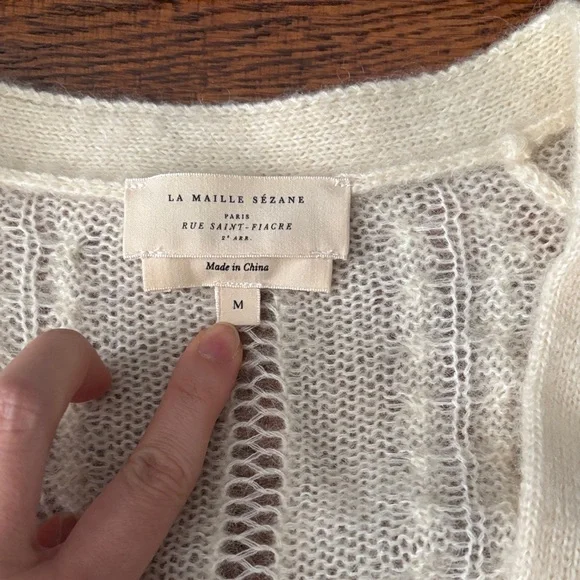 LA MAILLE SÉZANE
PARIS
RUE SAINT-FIACRE
2e ARR.
Made in China
M